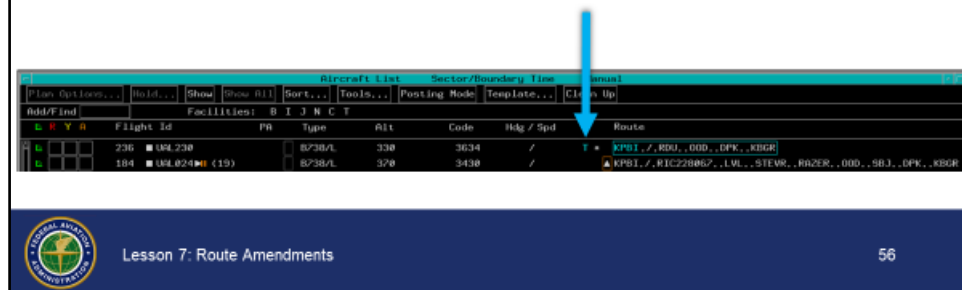 Aircraft List Sector/Boundary Time Manual
Plan Options... Hold... Show Show All Sort... Tools... Posting Mode Template... Clean Up
Add/Find Facilities: B I J N C T
R Y A Flight Id PA Type Alt Code Hdg / Spd Route
236 UAL230 B738/L 330 3634 / T * KPBI./.RDU..OOD..DPK..KBGR
184 UAL024 (19) B738/L 370 3430 / KPBI./.RIC228067..LVL..STEVR..RAZER..OOD..SBJ..DPK..KBGR
FEDERAL AVIATION ADMINISTRATION
Lesson 7: Route Amendments
56